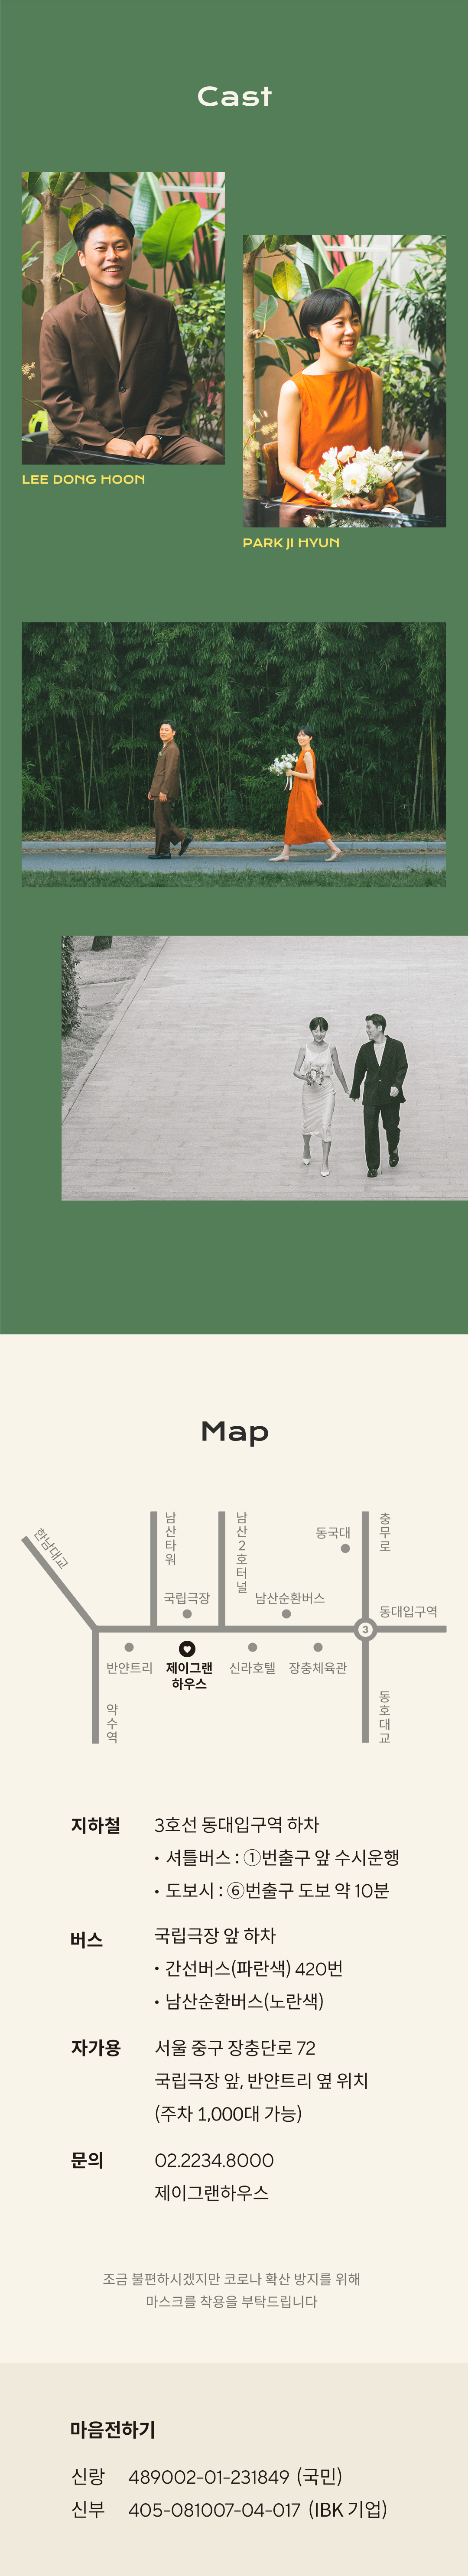 Cast
LEE DONG HOON
PARK JI HYUN
Map
한남대교
남산타워
남산2호터널
동국대
충무로
국립극장
남산순환버스
동대입구역
3
반얀트리
제이그랜
하우스
신라호텔
장충체육관
약수역
동호대교
지하철
3호선 동대입구역 하차
• 셔틀버스 : ①번출구 앞 수시운행
• 도보시 : ⑥번출구 도보 약 10분
버스
국립극장 앞 하차
• 간선버스(파란색) 420번
• 남산순환버스(노란색)
자가용
서울 중구 장충단로 72
국립극장 앞, 반얀트리 옆 위치
(주차 1,000대 가능)
문의
02.2234.8000
제이그랜하우스
조금 불편하시겠지만 코로나 확산 방지를 위해
마스크를 착용을 부탁드립니다
마음전하기
신랑 489002-01-231849 (국민)
신부 405-081007-04-017 (IBK 기업)